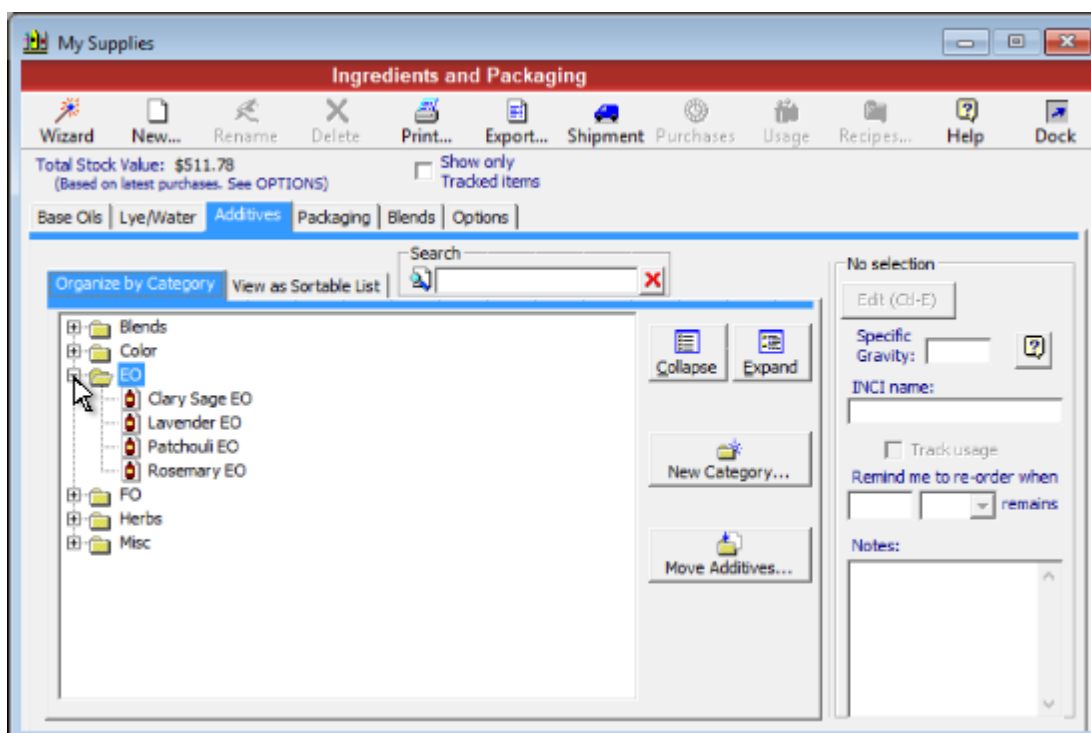 My Supplies
Ingredients and Packaging
Wizard New... Rename Delete Print... Export... Shipment Purchases Usage Recipes... Help Dock
Total Stock Value: $511.78
(Based on latest purchases. See OPTIONS)
Show only
Tracked items
Base Oils Lye/Water Additives Packaging Blends Options
Search
Organize by Category View as Sortable List
Blends
Color
EO
Clary Sage EO
Lavender EO
Patchouli EO
Rosemary EO
FO
Herbs
Misc
Collapse Expand
New Category...
Move Additives...
No selection
Edit (Ctl-E)
Specific
Gravity:
INCI name:
Track usage
Remind me to re-order when
remains
Notes: